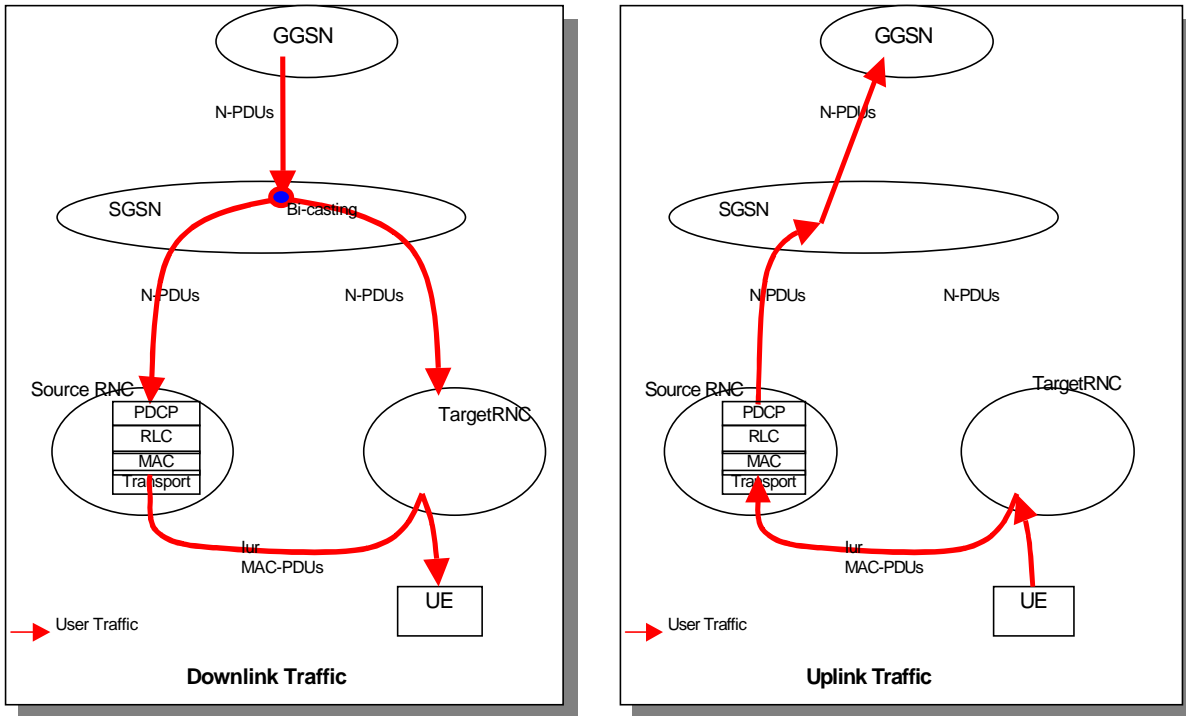 GGSN
N-PDUs
SGSN
Bi-casting
N-PDUs
N-PDUs
Source RNC
TargetRNC
PDCP
RLC
MAC
Transport
Iur
MAC-PDUs
UE
User Traffic
Downlink Traffic
GGSN
N-PDUs
SGSN
N-PDUs
N-PDUs
Source RNC
TargetRNC
PDCP
RLC
MAC
Transport
Iur
MAC-PDUs
UE
User Traffic
Uplink Traffic